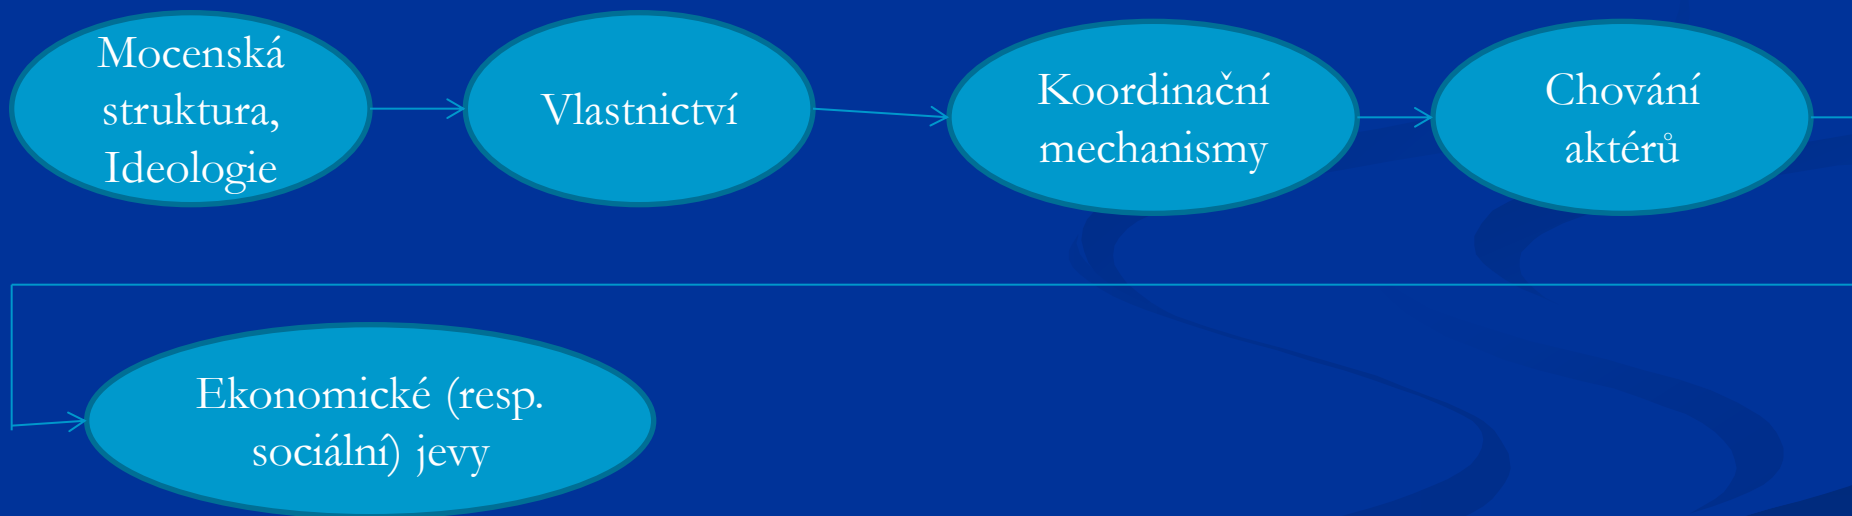 Mocenská
struktura,
Ideologie
Vlastnictví
Koordinační
mechanismy
Chování
aktérů
Ekonomické (resp.
sociální) jevy